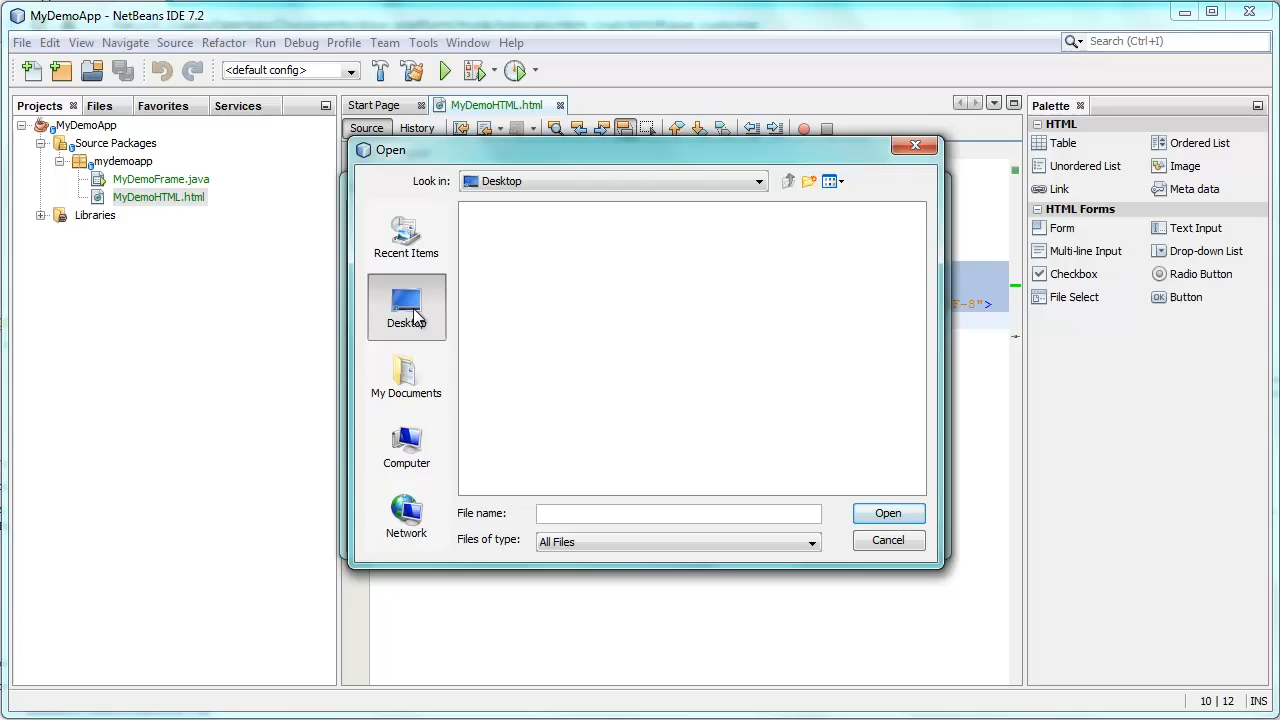 MyDemoApp - NetBeans IDE 7.2
File Edit View Navigate Source Refactor Run Debug Profile Team Tools Window Help
Search (Ctrl+I)
<default config>
Projects Files Favorites Services
MyDemoApp
Source Packages
mydemoapp
MyDemoFrame.java
MyDemoHTML.html
Libraries
Start Page MyDemoHTML.html
Source History
Open
Look in: Desktop
Recent Items
Desktop
My Documents
Computer
Network
File name:
Files of type: All Files
Open
Cancel
F-8">
Palette
HTML
Table Ordered List
Unordered List Image
Link Meta data
HTML Forms
Form Text Input
Multi-line Input Drop-down List
Checkbox Radio Button
File Select Button
OK
10 | 12 INS